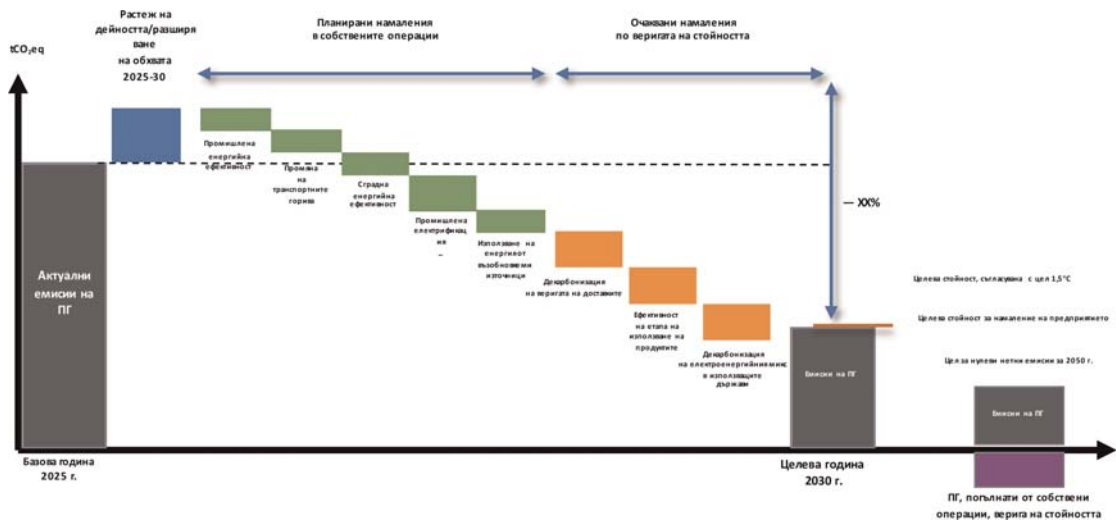 Растеж на
дейността/разширя
ване
на обхвата
2025-30
Планирани намаления
в собствените операции
Очаквани намаления
по веригата на стойността
tCO₂eq
Промишлена
енергийна
ефективност
Промяна
на
транспортните
горива
Сградна
енергийна
ефективност
Промишлена
електрификац
ия
–
Използване на
енергия от
възобновяеми
източници
Декарбонизация
на веригата на доставките
Ефективност
на етапа на
използване на
продуктите
Декарбонизация
на електроенергийния микс
в използващите
държави
— XX%
Актуални
емисии на
ПГ
Целева стойност, съгласувана с цел 1,5°C
Целева стойност за намаление на предприятието
Цел за нулеви нетни емисии за 2050 г.
Емисии на ПГ
Емисии на ПГ
Базова година
2025 г.
Целева година
2030 г.
ПГ, погълнати от собствени
операции, верига на стойността